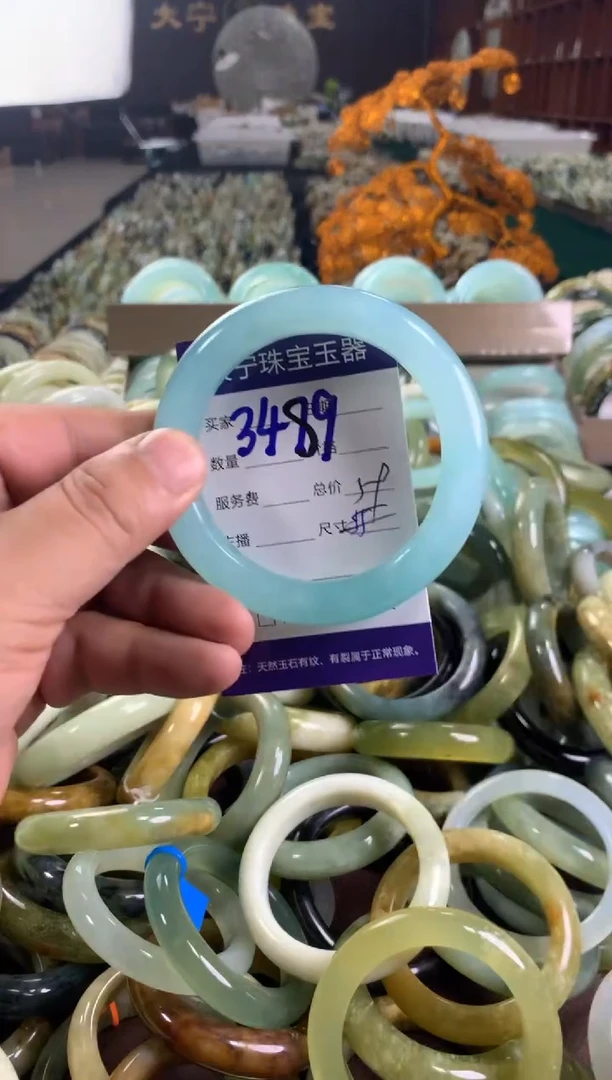 大宁
宁珠宝玉器
买家
3489
数量
服务费 总价
主播 尺寸
注：天然玉石有纹、有裂属于正常现象。